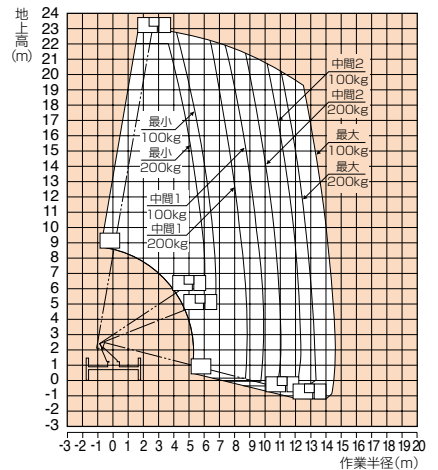 地上高(m)
24
23
22
21
20
19
18
17
16
15
14
13
12
11
10
9
8
7
6
5
4
3
2
1
0
-1
-2
-3
中間2
100kg
中間2
200kg
最小
100kg
最小
200kg
最大
100kg
最大
200kg
中間1
100kg
中間1
200kg
-3 -2 -1 0 1 2 3 4 5 6 7 8 9 10 11 12 13 14 15 16 17 18 19 20
作業半径(m)